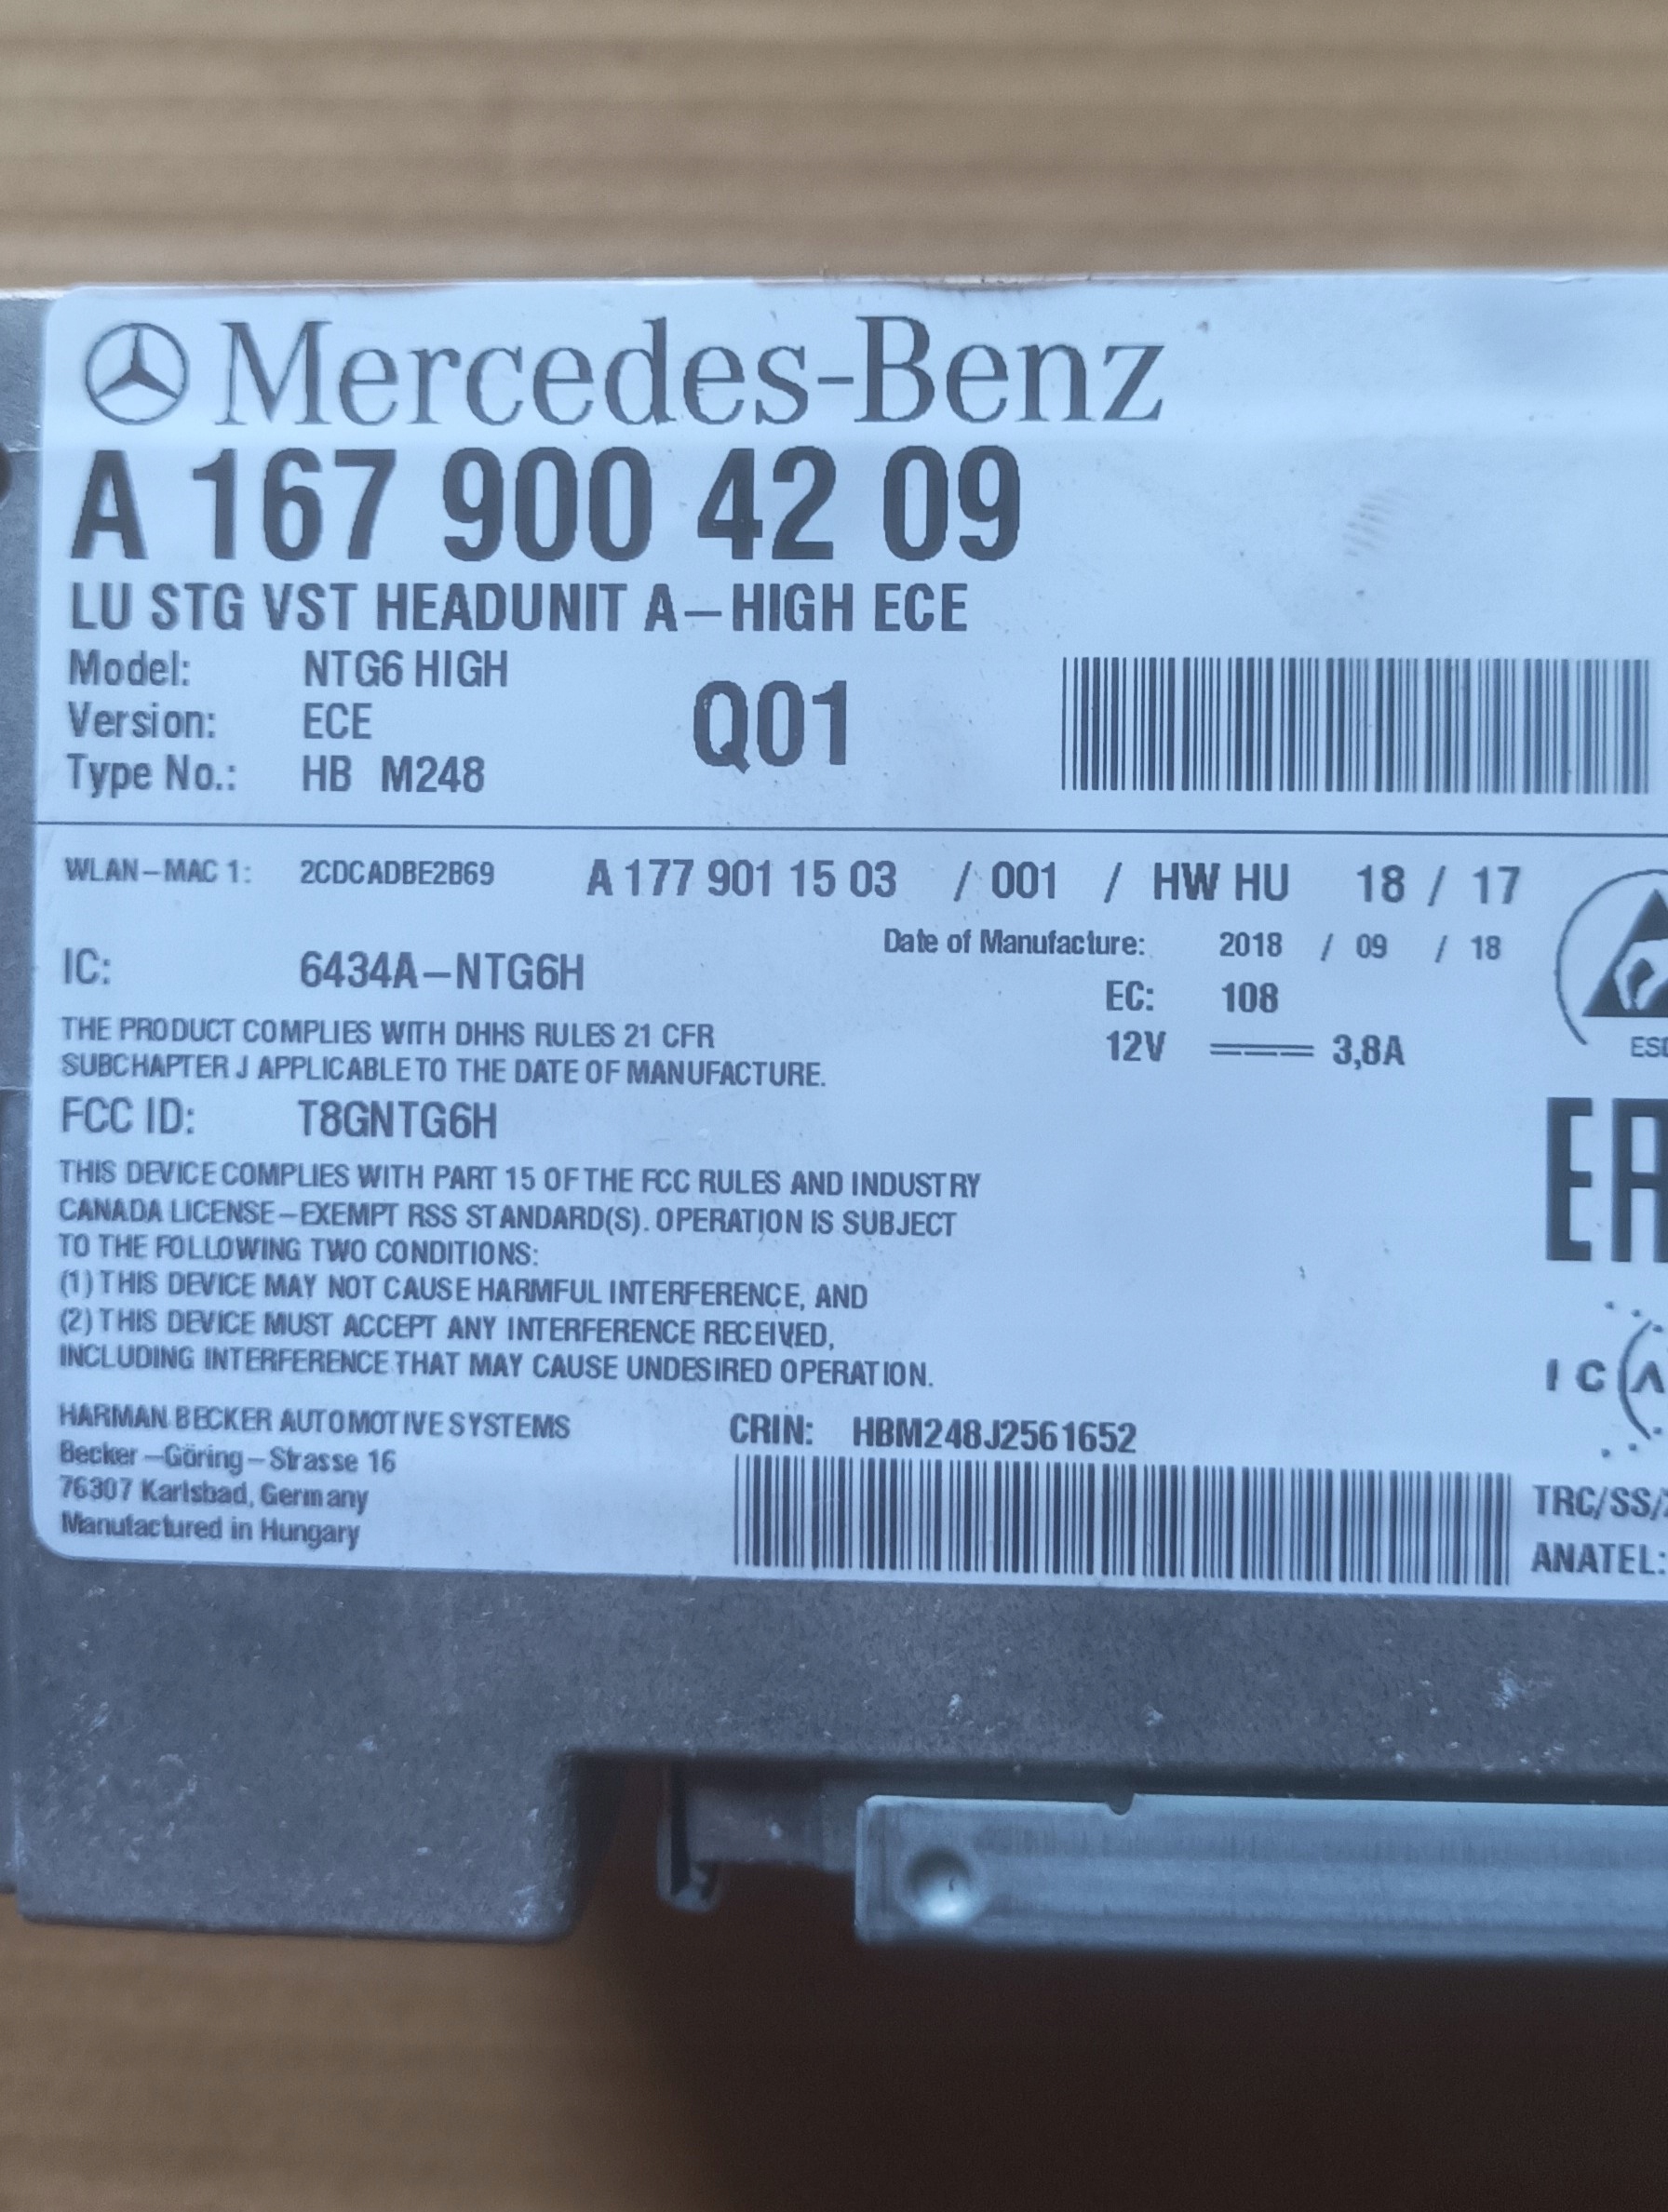 Mercedes-Benz
A 167 900 42 09
LU STG VST HEADUNIT A–HIGH ECE
Model: NTG6 HIGH
Version: ECE
Type No.: HB M248
Q01
WLAN–MAC 1: 2CDCADBE2B69 A 177 901 15 03 / 001 / HW HU 18 / 17
Date of Manufacture: 2018 / 09 / 18
IC: 6434A–NTG6H
EC: 108
12V 3,8A
THE PRODUCT COMPLIES WITH DHHS RULES 21 CFR
SUBCHAPTER J APPLICABLE TO THE DATE OF MANUFACTURE.
FCC ID: T8GNTG6H
THIS DEVICE COMPLIES WITH PART 15 OF THE FCC RULES AND INDUSTRY
CANADA LICENSE–EXEMPT RSS STANDARD(S). OPERATION IS SUBJECT
TO THE FOLLOWING TWO CONDITIONS:
(1) THIS DEVICE MAY NOT CAUSE HARMFUL INTERFERENCE, AND
(2) THIS DEVICE MUST ACCEPT ANY INTERFERENCE RECEIVED,
INCLUDING INTERFERENCE THAT MAY CAUSE UNDESIRED OPERATION.
HARMAN BECKER AUTOMOTIVE SYSTEMS
Becker–Göring–Strasse 16
76307 Karlsbad, Germany
Manufactured in Hungary
CRIN: HBM248J2561652
ESD
EA
I C A
TRC/SS/
ANATEL: